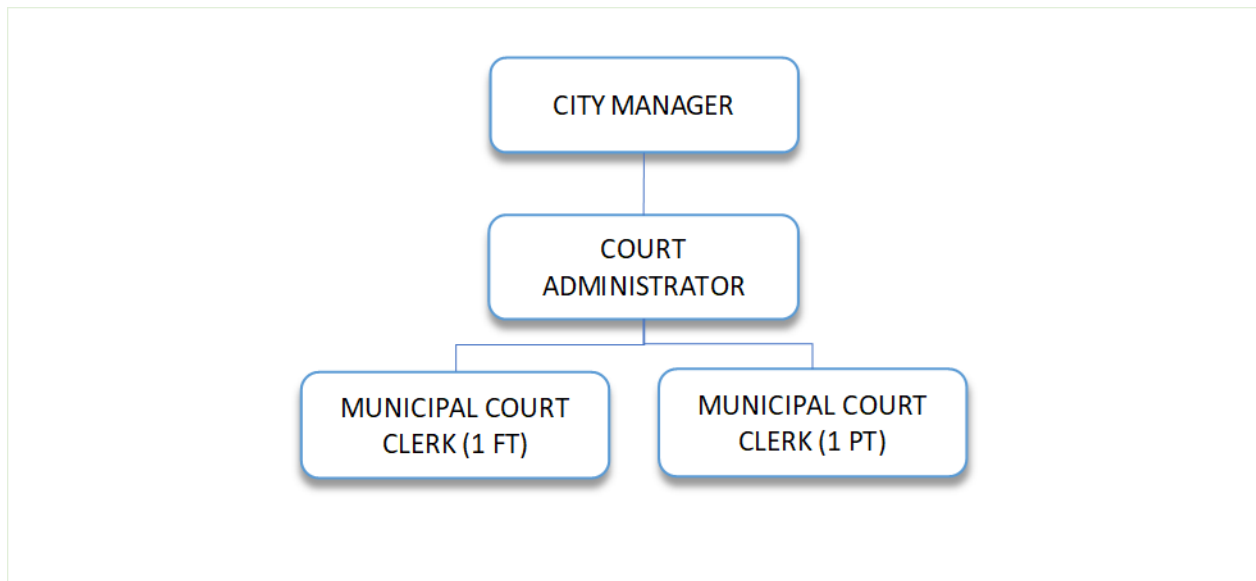 CITY MANAGER
COURT
ADMINISTRATOR
MUNICIPAL COURT
CLERK (1 FT)
MUNICIPAL COURT
CLERK (1 PT)